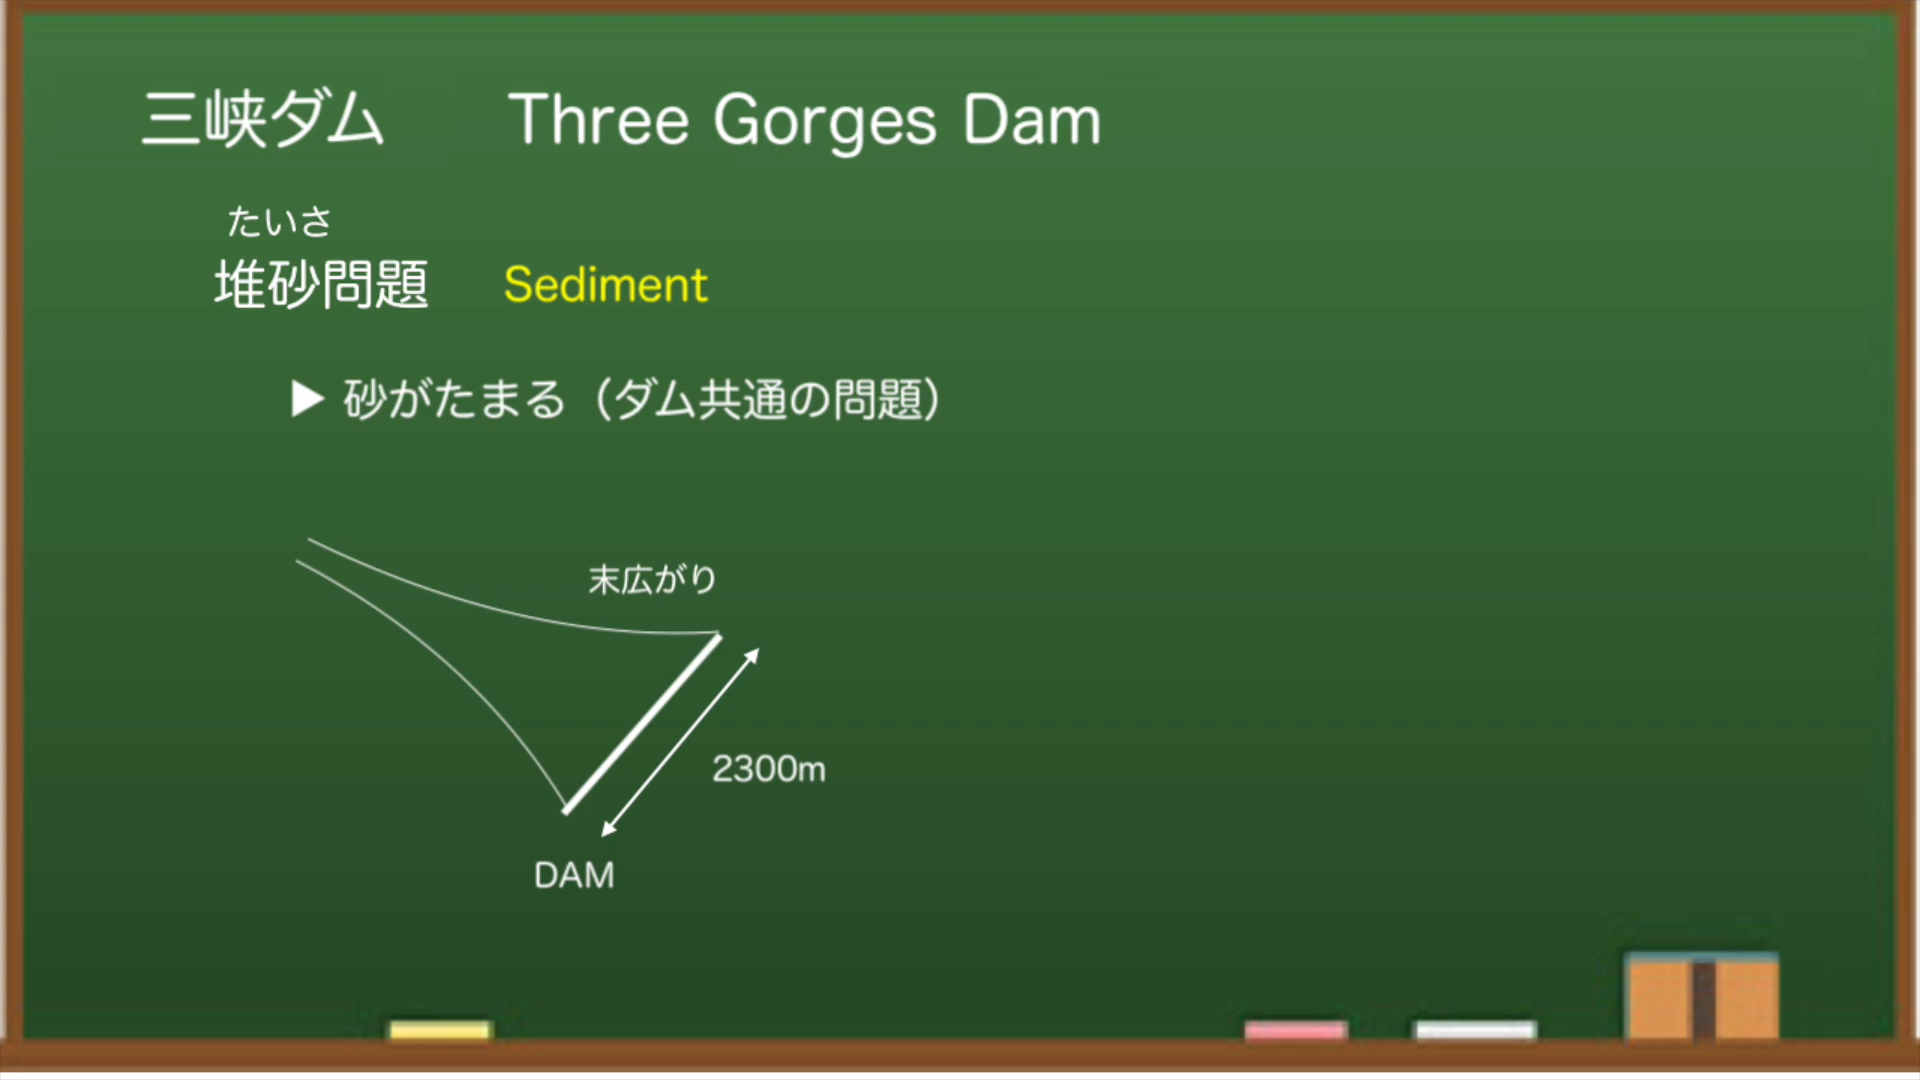 三峡ダム Three Gorges Dam
たいさ
堆砂問題 Sediment
▶ 砂がたまる（ダム共通の問題）
末広がり
2300m
DAM